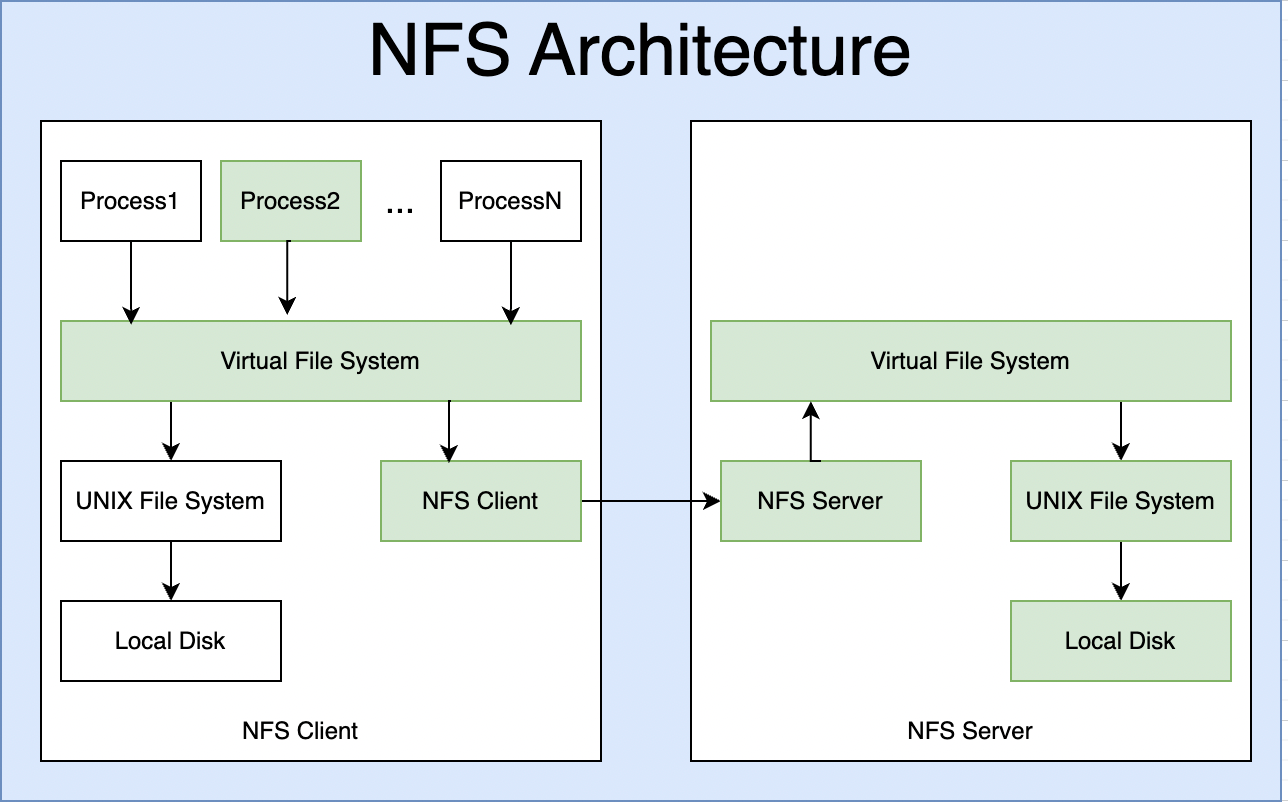 NFS Architecture
Process1
Process2
...
ProcessN
Virtual File System
UNIX File System
NFS Client
Local Disk
NFS Client
Virtual File System
NFS Server
UNIX File System
Local Disk
NFS Server